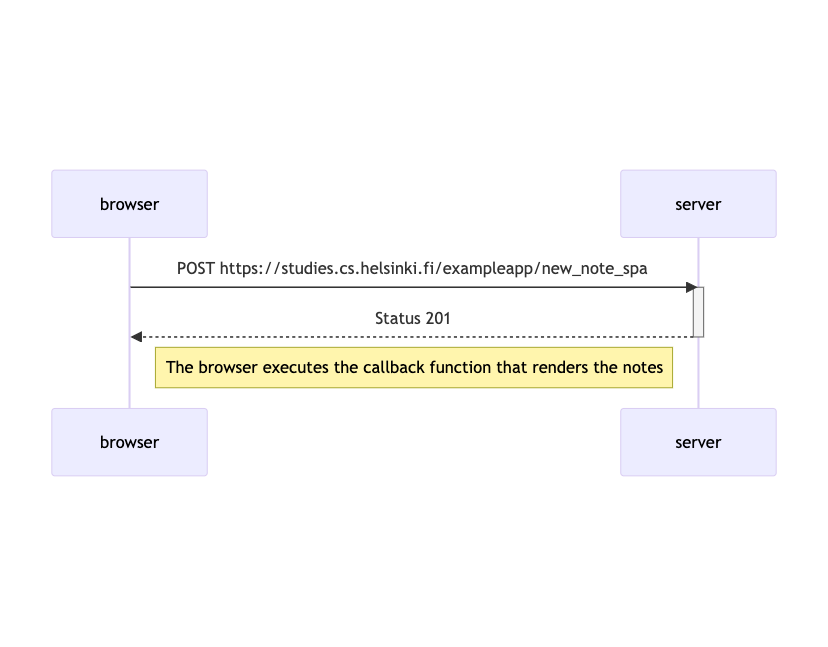 browser
server
POST https://studies.cs.helsinki.fi/exampleapp/new_note_spa
Status 201
The browser executes the callback function that renders the notes
browser
server